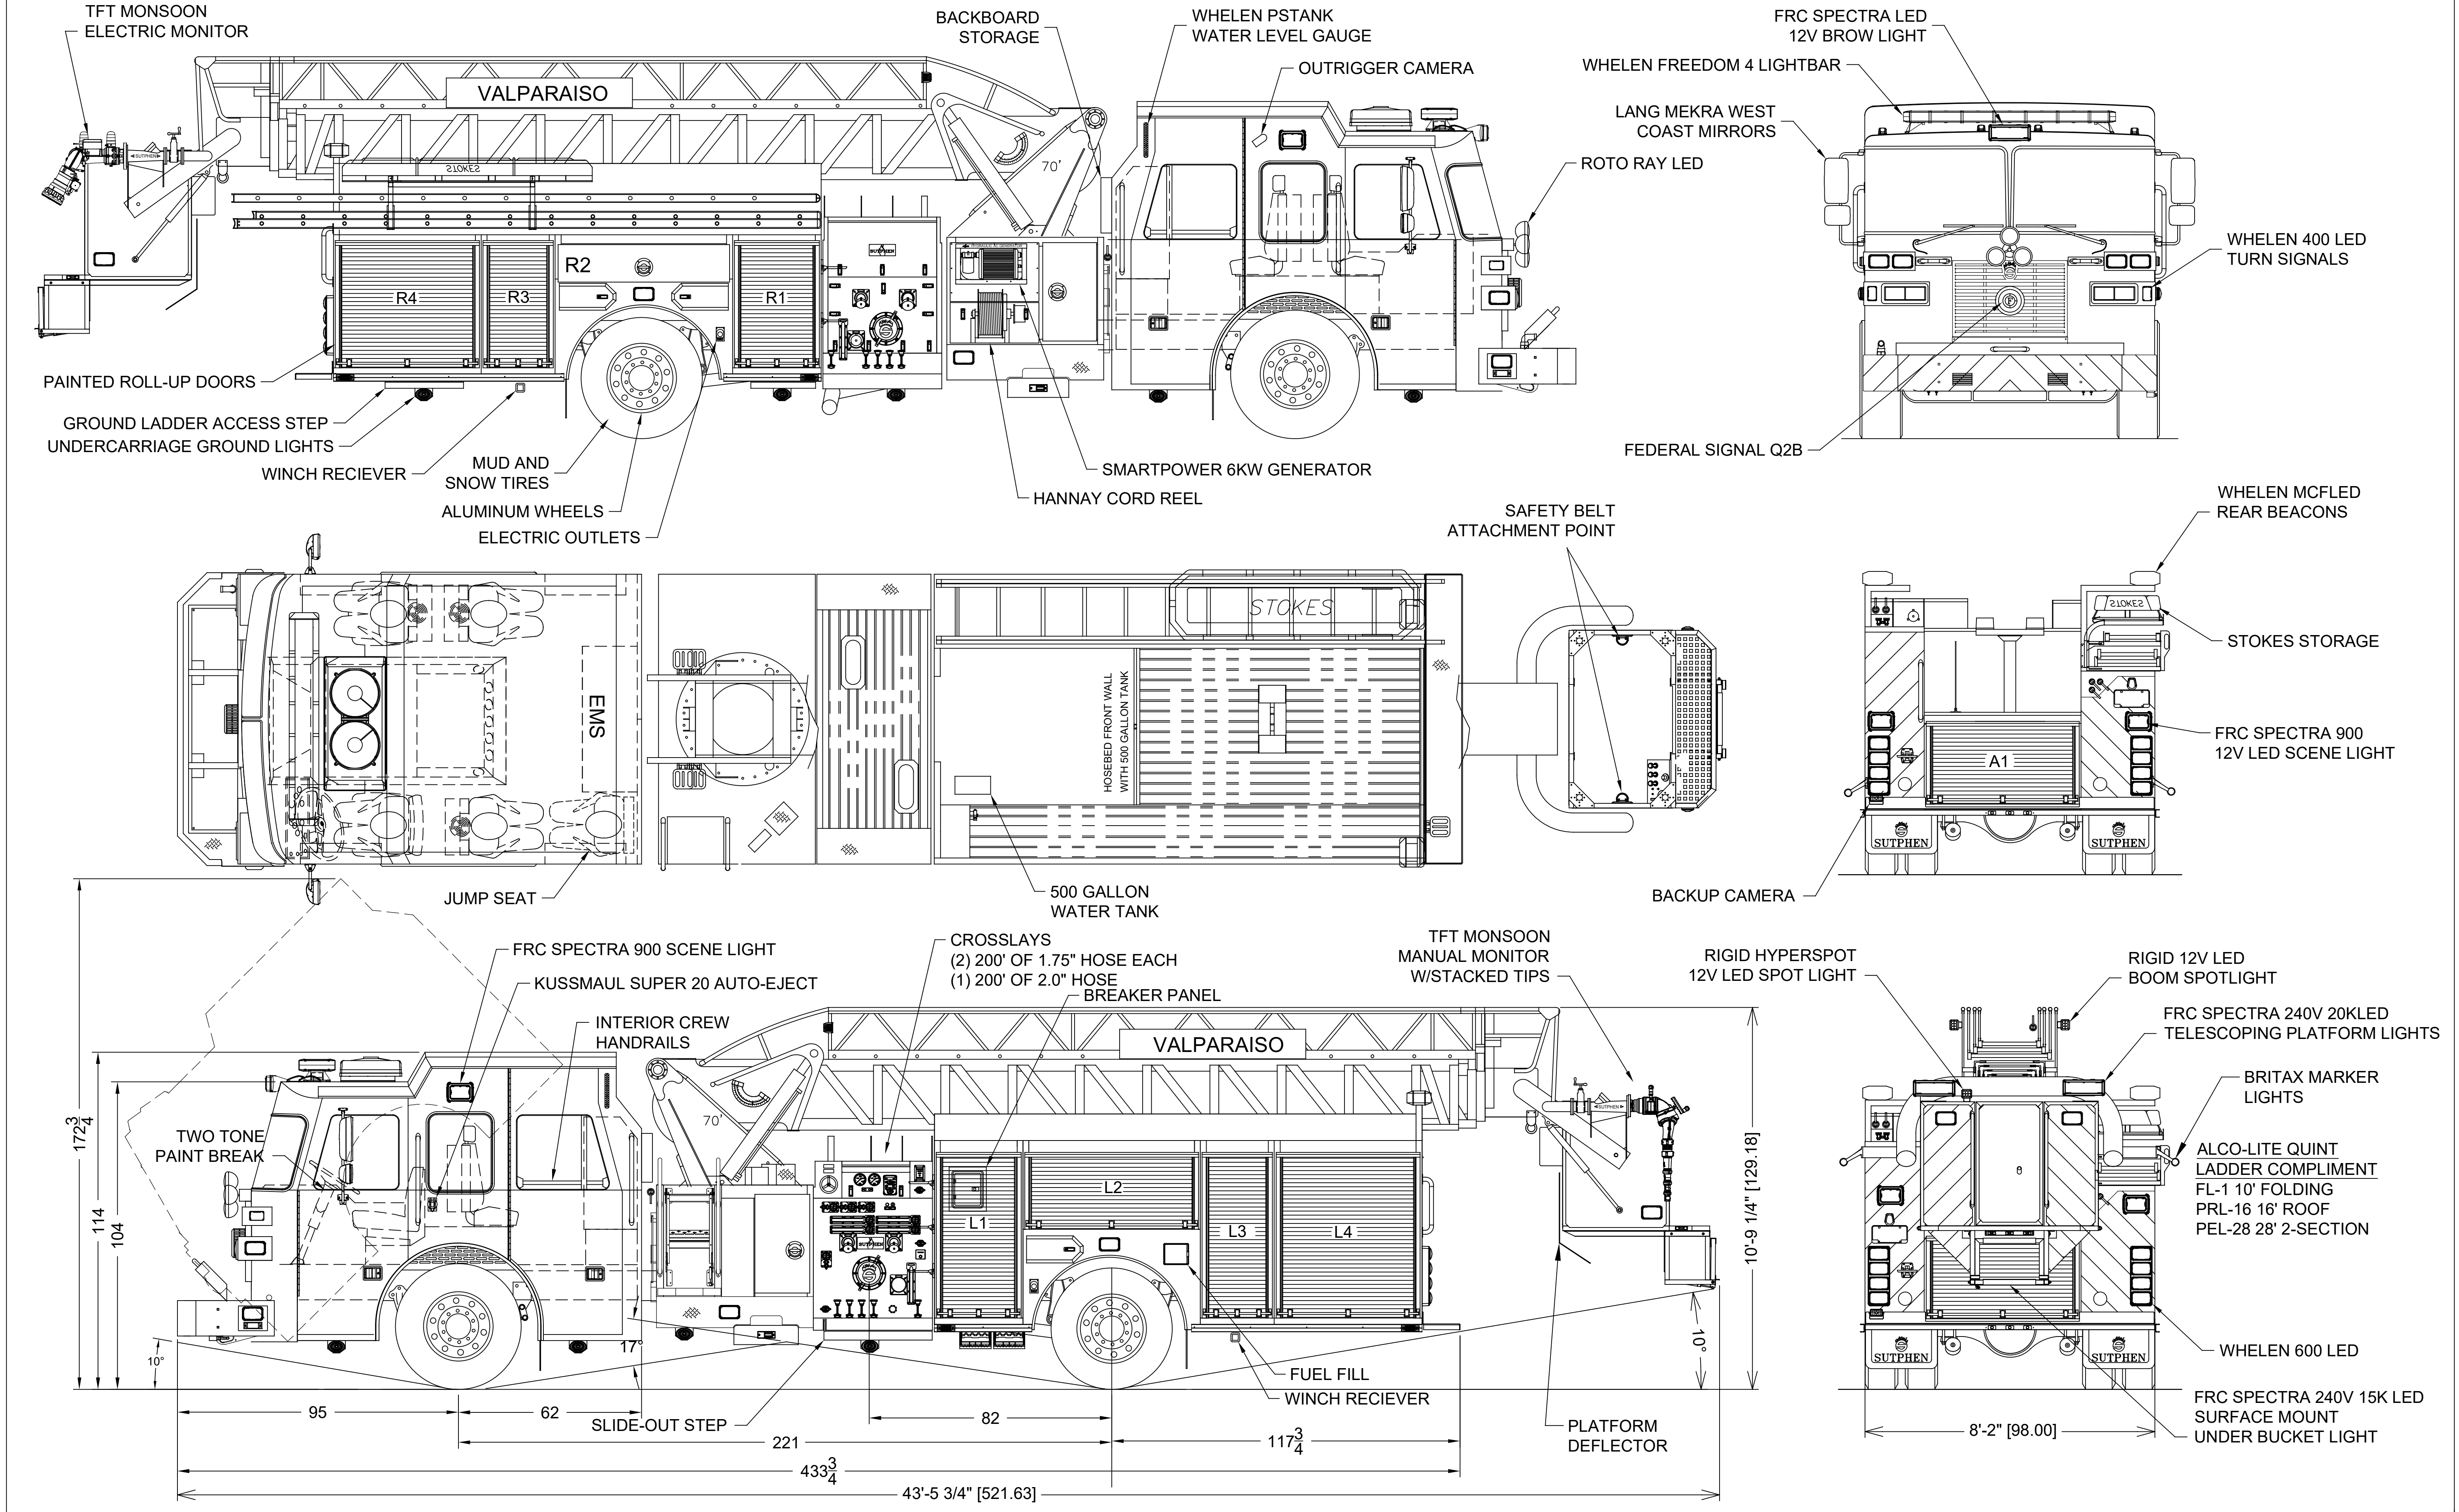 TFT MONSOON
ELECTRIC MONITOR
BACKBOARD
STORAGE
WHELEN PSTANK
WATER LEVEL GAUGE
OUTRIGGER CAMERA
FRC SPECTRA LED
12V BROW LIGHT
WHELEN FREEDOM 4 LIGHTBAR
LANG MEKRA WEST
COAST MIRRORS
ROTO RAY LED
WHELEN 400 LED
TURN SIGNALS
FEDERAL SIGNAL Q2B
VALPARAISO
SUTPHEN
STOKES
70'
SUTPHEN
R4
R3
R2
R1
PAINTED ROLL-UP DOORS
GROUND LADDER ACCESS STEP
UNDERCARRIAGE GROUND LIGHTS
WINCH RECIEVER
MUD AND
SNOW TIRES
ALUMINUM WHEELS
ELECTRIC OUTLETS
SMARTPOWER 6KW GENERATOR
HANNAY CORD REEL
SAFETY BELT
ATTACHMENT POINT
WHELEN MCFLED
REAR BEACONS
STOKES
STOKES STORAGE
FRC SPECTRA 900
12V LED SCENE LIGHT
A1
SUTPHEN
SUTPHEN
BACKUP CAMERA
EMS
STOKES
HOSEBED FRONT WALL
WITH 500 GALLON TANK
JUMP SEAT
500 GALLON
WATER TANK
FRC SPECTRA 900 SCENE LIGHT
KUSSMAUL SUPER 20 AUTO-EJECT
INTERIOR CREW
HANDRAILS
TWO TONE
PAINT BREAK
CROSSLAYS
(2) 200' OF 1.75" HOSE EACH
(1) 200' OF 2.0" HOSE
BREAKER PANEL
TFT MONSOON
MANUAL MONITOR
W/STACKED TIPS
VALPARAISO
70'
SUTPHEN
SUTPHEN
L1
L2
L3
L4
172 3/4
114
104
10°
17°
10°
10'-9 1/4" [129.18]
FUEL FILL
WINCH RECIEVER
SLIDE-OUT STEP
PLATFORM
DEFLECTOR
95
62
82
221
117 3/4
433 3/4
43'-5 3/4" [521.63]
RIGID HYPERSPOT
12V LED SPOT LIGHT
RIGID 12V LED
BOOM SPOTLIGHT
FRC SPECTRA 240V 20KLED
TELESCOPING PLATFORM LIGHTS
BRITAX MARKER
LIGHTS
ALCO-LITE QUINT
LADDER COMPLIMENT
FL-1 10' FOLDING
PRL-16 16' ROOF
PEL-28 28' 2-SECTION
SUTPHEN
SUTPHEN
WHELEN 600 LED
FRC SPECTRA 240V 15K LED
SURFACE MOUNT
UNDER BUCKET LIGHT
8'-2" [98.00]